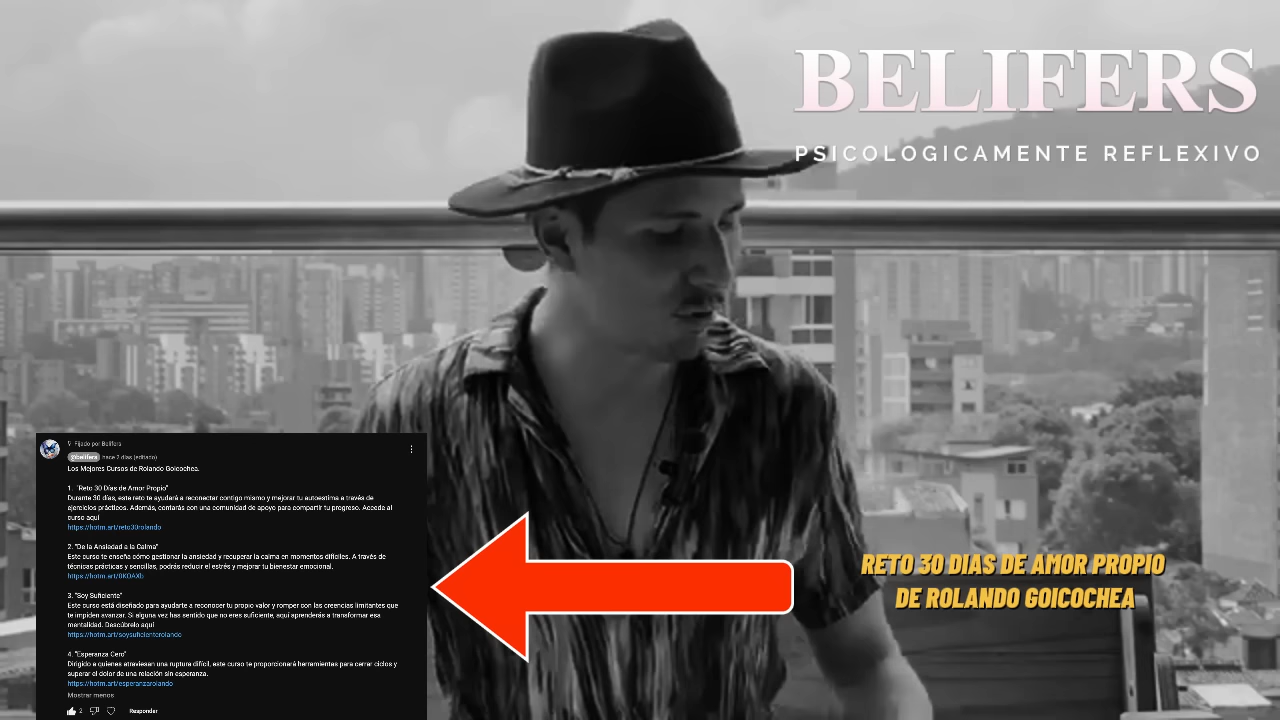 BELIFERS
PSICOLOGICAMENTE REFLEXIVO
Fijado por Belifers
@belifers hace 2 días (editado)
Los Mejores Cursos de Rolando Goicochea.
1. "Reto 30 Días de Amor Propio"
Durante 30 días, este reto te ayudará a reconectar contigo mismo y mejorar tu autoestima a través de
ejercicios prácticos. Además, contarás con una comunidad de apoyo para compartir tu progreso. Accede al
curso aquí
https://hotm.art/reto30rolando
2. "De la Ansiedad a la Calma"
Este curso te enseña cómo gestionar la ansiedad y recuperar la calma en momentos difíciles. A través de
técnicas prácticas y sencillas, podrás reducir el estrés y mejorar tu bienestar emocional.
https://hotm.art/0KOAXb
3. "Soy Suficiente"
Este curso está diseñado para ayudarte a reconocer tu propio valor y romper con las creencias limitantes que
te impiden avanzar. Si alguna vez has sentido que no eres suficiente, aquí aprenderás a transformar esa
mentalidad. Descúbrelo aquí
https://hotm.art/soysuficienterolando
4. "Esperanza Cero"
Dirigido a quienes atraviesan una ruptura difícil, este curso te proporcionará herramientas para cerrar ciclos y
superar el dolor de una relación sin esperanza.
https://hotm.art/esperanzarolando
Mostrar menos
2 Responder
RETO 30 DIAS DE AMOR PROPIO
DE ROLANDO GOICOCHEA